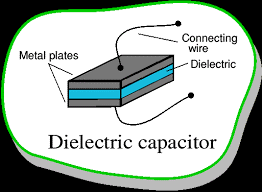 Connecting
wire
Metal plates
Dielectric
Dielectric capacitor